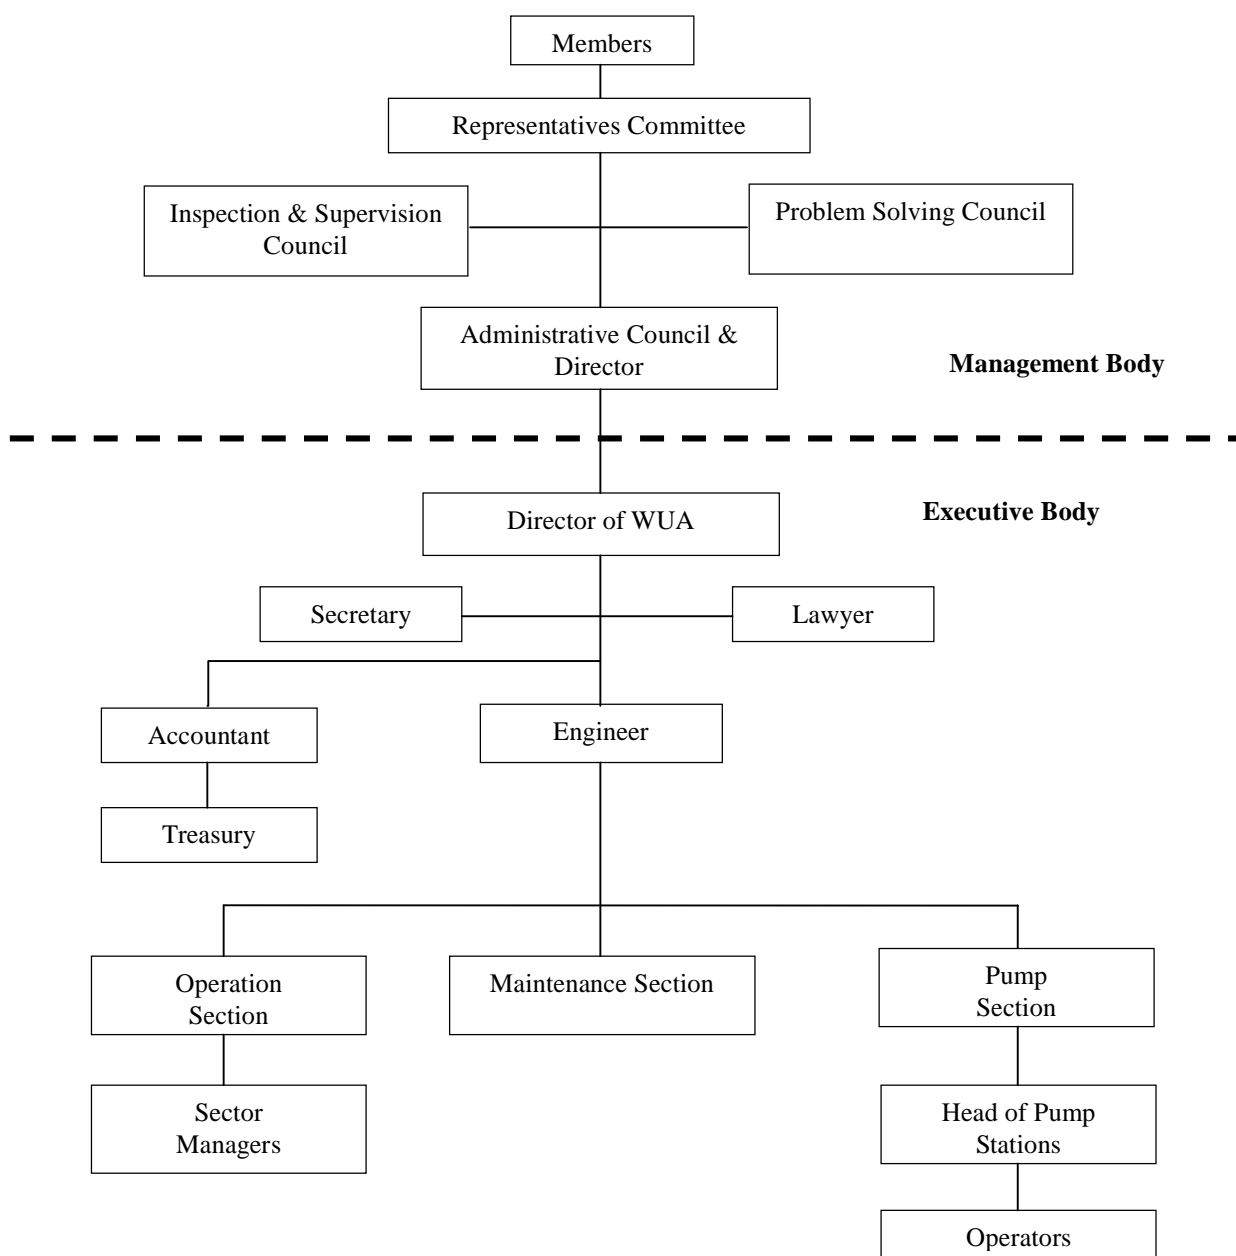 Members
Representatives Committee
Inspection & Supervision
Council
Problem Solving Council
Administrative Council &
Director
Management Body
Director of WUA
Executive Body
Secretary
Lawyer
Accountant
Engineer
Treasury
Operation
Section
Maintenance Section
Pump
Section
Sector
Managers
Head of Pump
Stations
Operators